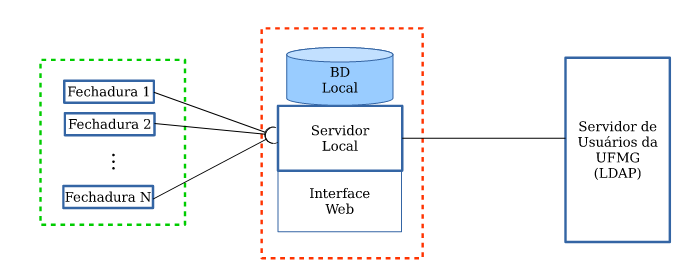 Fechadura 1
Fechadura 2
⋮
Fechadura N
BD
Local
Servidor
Local
Interface
Web
Servidor de
Usuários da
UFMG
(LDAP)